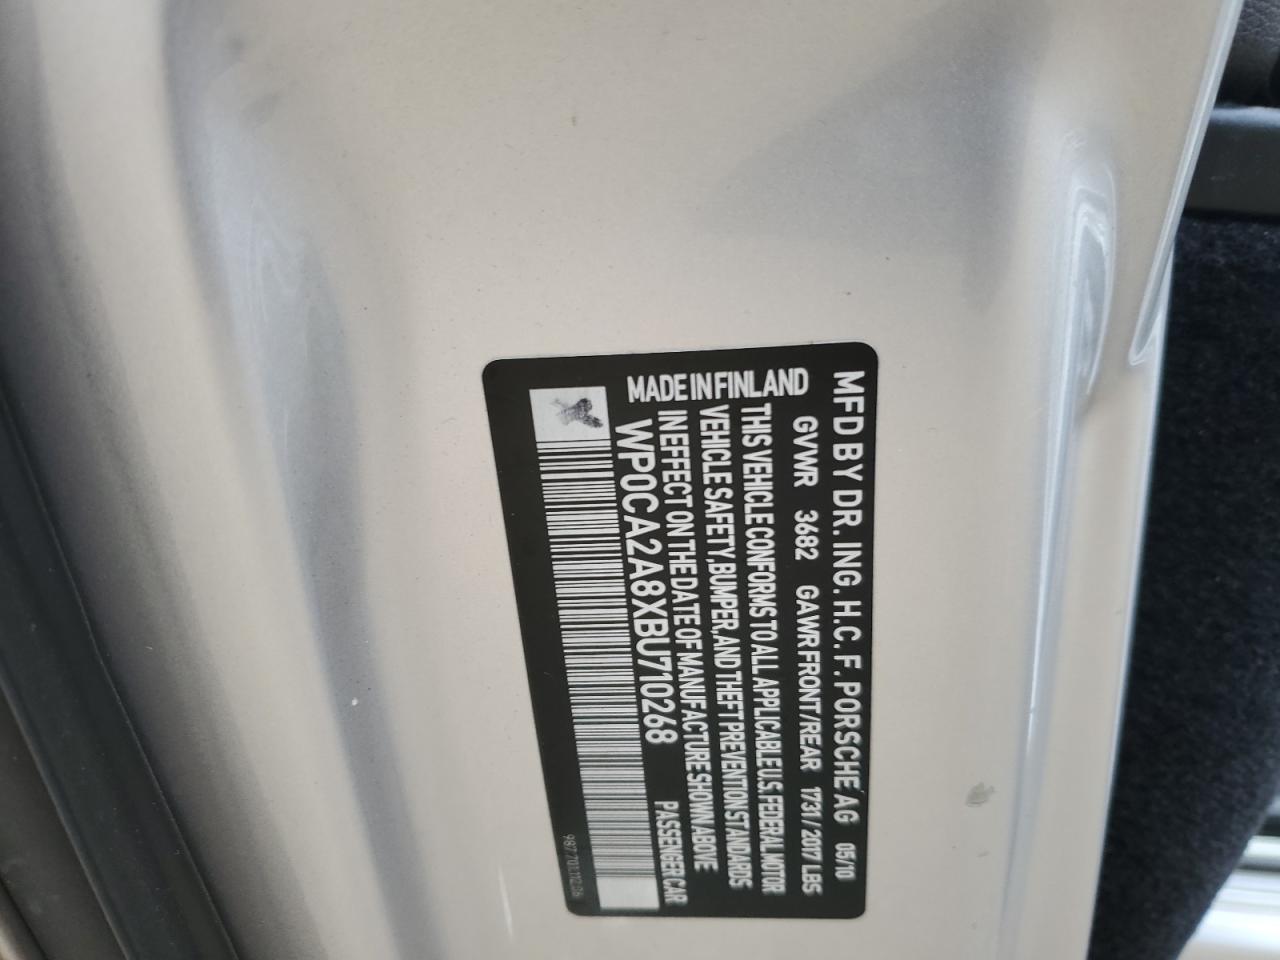 MFD BY DR. ING. H.C. F. PORSCHE AG 05/10
GVWR 3682 GAWR FRONT/REAR 1731 / 2017 LBS
MADE IN FINLAND
THIS VEHICLE CONFORMS TO ALL APPLICABLE U.S. FEDERAL MOTOR
VEHICLE SAFETY, BUMPER, AND THEFT PREVENTION STANDARDS
IN EFFECT ON THE DATE OF MANUFACTURE SHOWN ABOVE
WP0CA2A8XBU710268 PASSENGER CAR